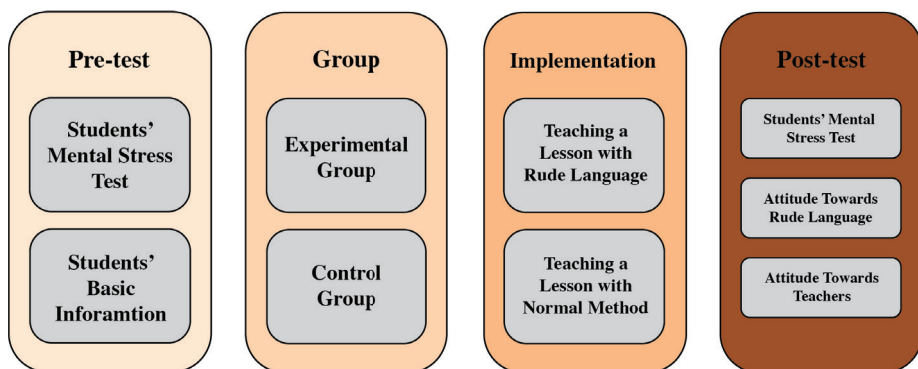 Pre-test
Students'
Mental Stress
Test
Students'
Basic
Inforamtion
Group
Experimental
Group
Control
Group
Implementation
Teaching a
Lesson with
Rude Language
Teaching a
Lesson with
Normal Method
Post-test
Students' Mental
Stress Test
Attitude Towards
Rude Language
Attitude Towards
Teachers